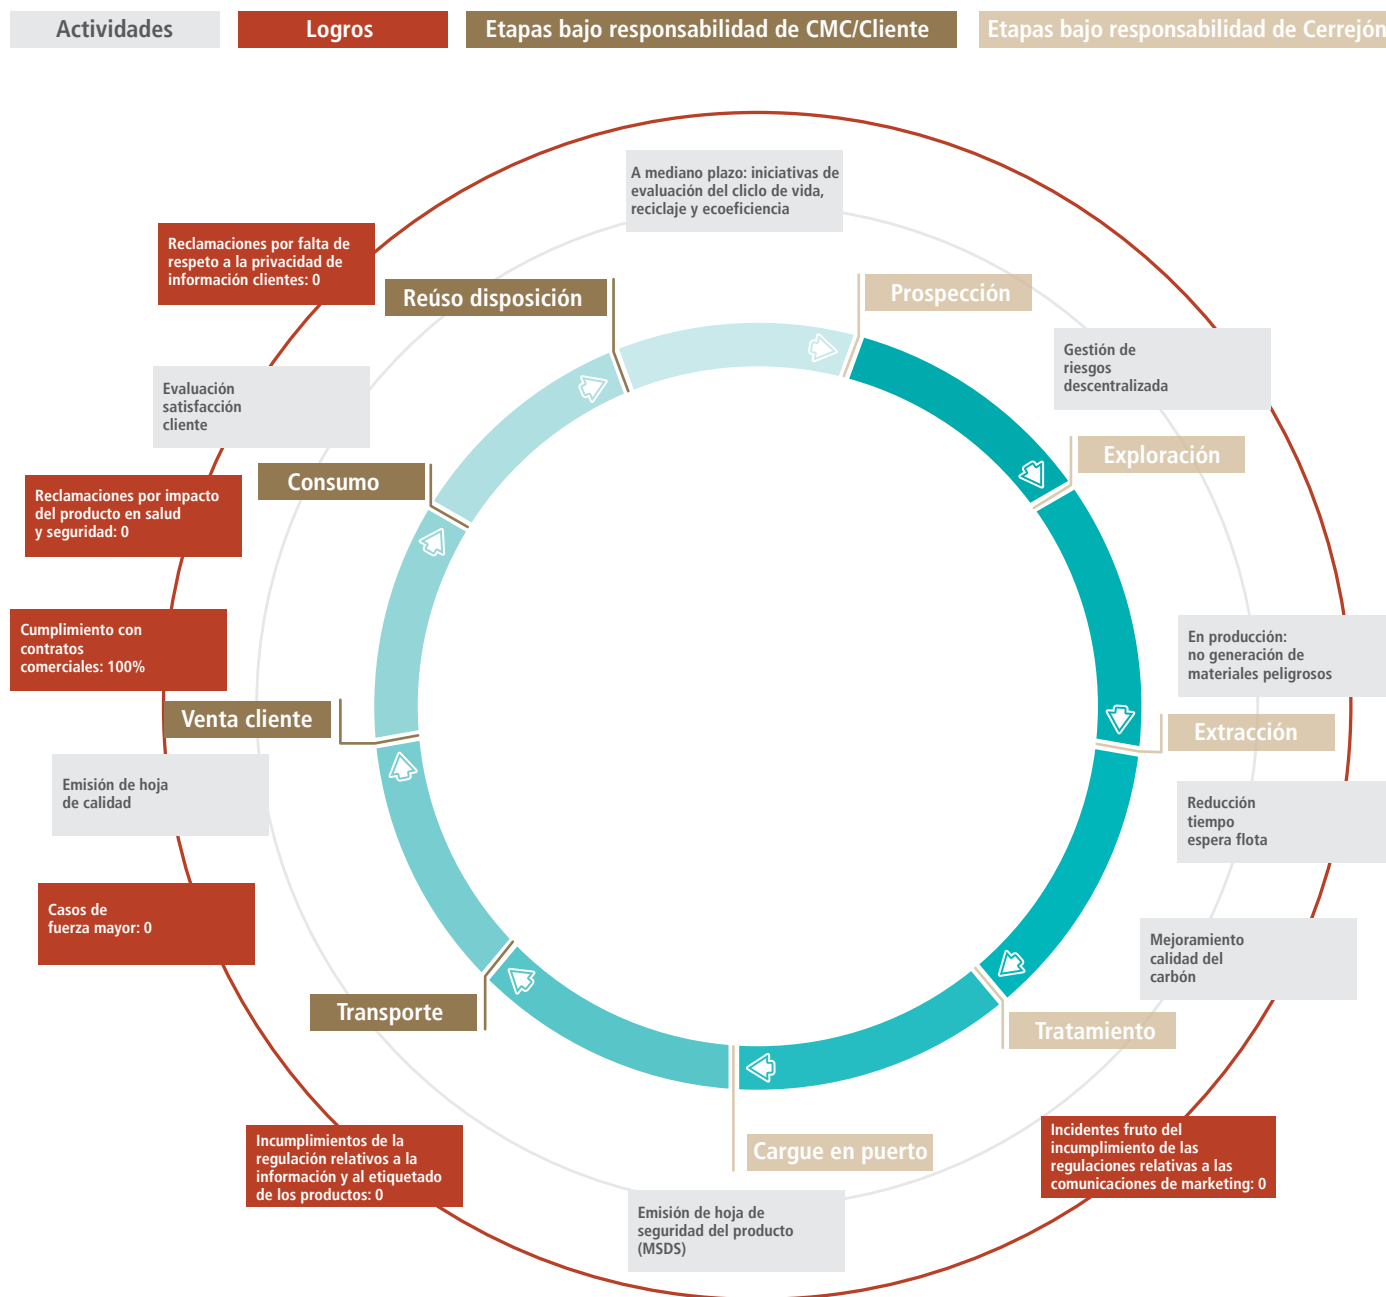 Actividades
Logros
Etapas bajo responsabilidad de CMC/Cliente
Etapas bajo responsabilidad de Cerrejón
A mediano plazo: iniciativas de
evaluación del cliclo de vida,
reciclaje y ecoeficiencia
Reclamaciones por falta de
respeto a la privacidad de
información clientes: 0
Reúso disposición
Prospección
Gestión de
riesgos
descentralizada
Evaluación
satisfacción
cliente
Exploración
Consumo
Reclamaciones por impacto
del producto en salud
y seguridad: 0
Cumplimiento con
contratos
comerciales: 100%
En producción:
no generación de
materiales peligrosos
Venta cliente
Extracción
Emisión de hoja
de calidad
Reducción
tiempo
espera flota
Casos de
fuerza mayor: 0
Mejoramiento
calidad del
carbón
Transporte
Tratamiento
Incumplimientos de la
regulación relativos a la
información y al etiquetado
de los productos: 0
Cargue en puerto
Incidentes fruto del
incumplimiento de las
regulaciones relativas a las
comunicaciones de marketing: 0
Emisión de hoja de
seguridad del producto
(MSDS)